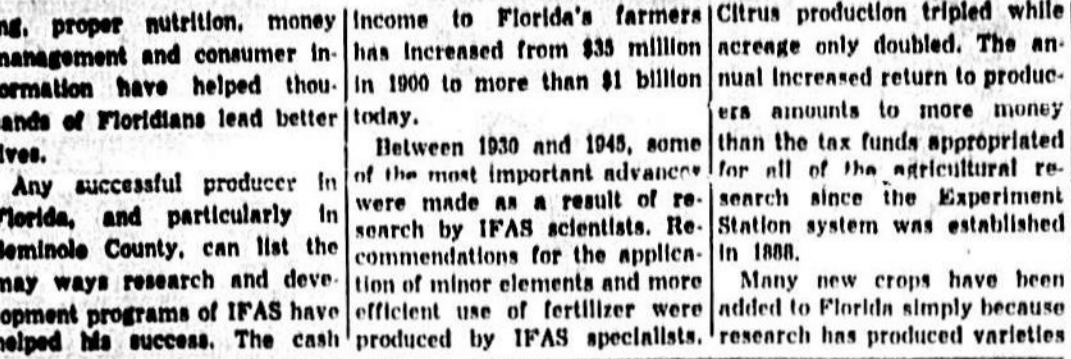 ng, proper nutrition, money
management and consumer in-
ormation have helped thou-
ands of Floridians lead better
ives.
Any successful producer in
Florida, and particularly in
Seminole County, can list the
may ways research and deve-
opment programs of IFAS have
helped his success. The cash
income to Florida's farmers
has increased from $35 million
in 1900 to more than $1 billion
today.
Between 1930 and 1945, some
of the most important advances
were made as a result of re-
search by IFAS scientists. Re-
commendations for the applica-
tion of minor elements and more
efficient use of fertilizer were
produced by IFAS specialists.
Citrus production tripled while
acreage only doubled. The an-
nual increased return to produc-
ers amounts to more money
than the tax funds appropriated
for all of the agricultural re-
search since the Experiment
Station system was established
in 1888.
Many new crops have been
added to Florida simply because
research has produced varieties